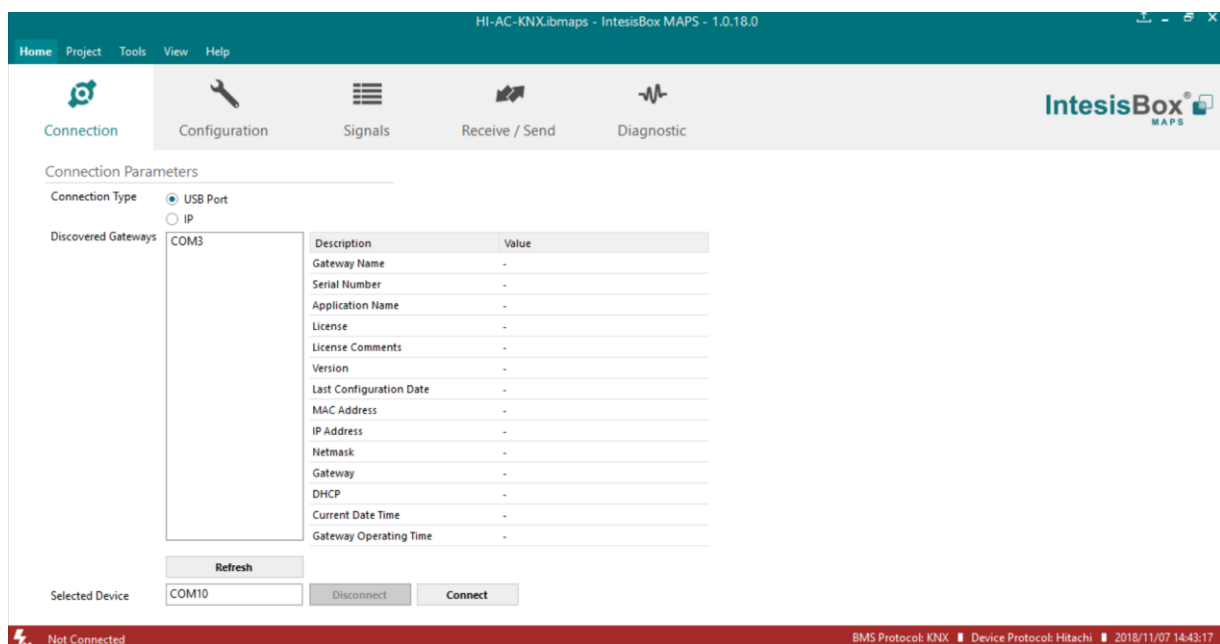 HI-AC-KNX.ibmaps - IntesisBox MAPS - 1.0.18.0
Home Project Tools View Help
Connection Configuration Signals Receive / Send Diagnostic
IntesisBox®
MAPS
Connection Parameters
Connection Type USB Port
IP
Discovered Gateways COM3
Description Value
Gateway Name -
Serial Number -
Application Name -
License -
License Comments -
Version -
Last Configuration Date -
MAC Address -
IP Address -
Netmask -
Gateway -
DHCP -
Current Date Time -
Gateway Operating Time -
Refresh
Selected Device COM10 Disconnect Connect
Not Connected BMS Protocol: KNX Device Protocol: Hitachi 2018/11/07 14:43:17